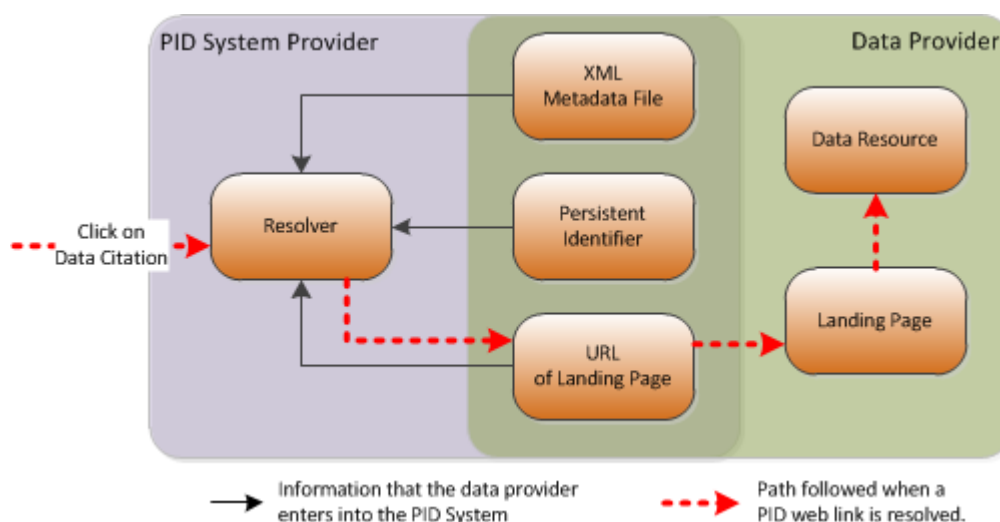 PID System Provider
Data Provider
XML
Metadata File
Data Resource
Resolver
Persistent
Identifier
Click on
Data Citation
Landing Page
URL
of Landing Page
Information that the data provider
enters into the PID System
Path followed when a
PID web link is resolved.